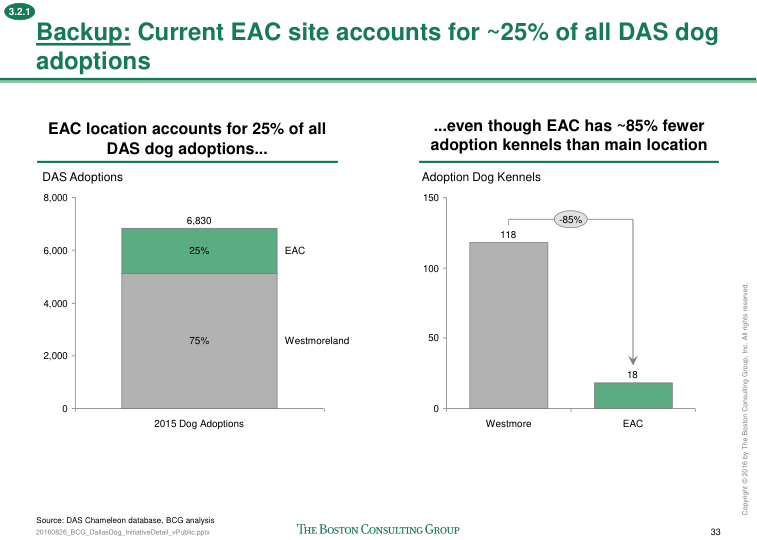 3.2.1
Backup: Current EAC site accounts for ~25% of all DAS dog
adoptions
EAC location accounts for 25% of all
DAS dog adoptions...
DAS Adoptions
8,000
6,000
4,000
2,000
0
6,830
25%
75%
EAC
Westmoreland
2015 Dog Adoptions
...even though EAC has ~85% fewer
adoption kennels than main location
Adoption Dog Kennels
150
100
50
0
-85%
118
18
Westmore
EAC
Copyright © 2016 by The Boston Consulting Group, Inc. All rights reserved.
Source: DAS Chameleon database, BCG analysis
20160826_BCG_DallasDog_InitiativeDetail_vPublic.pptx
THE BOSTON CONSULTING GROUP
33